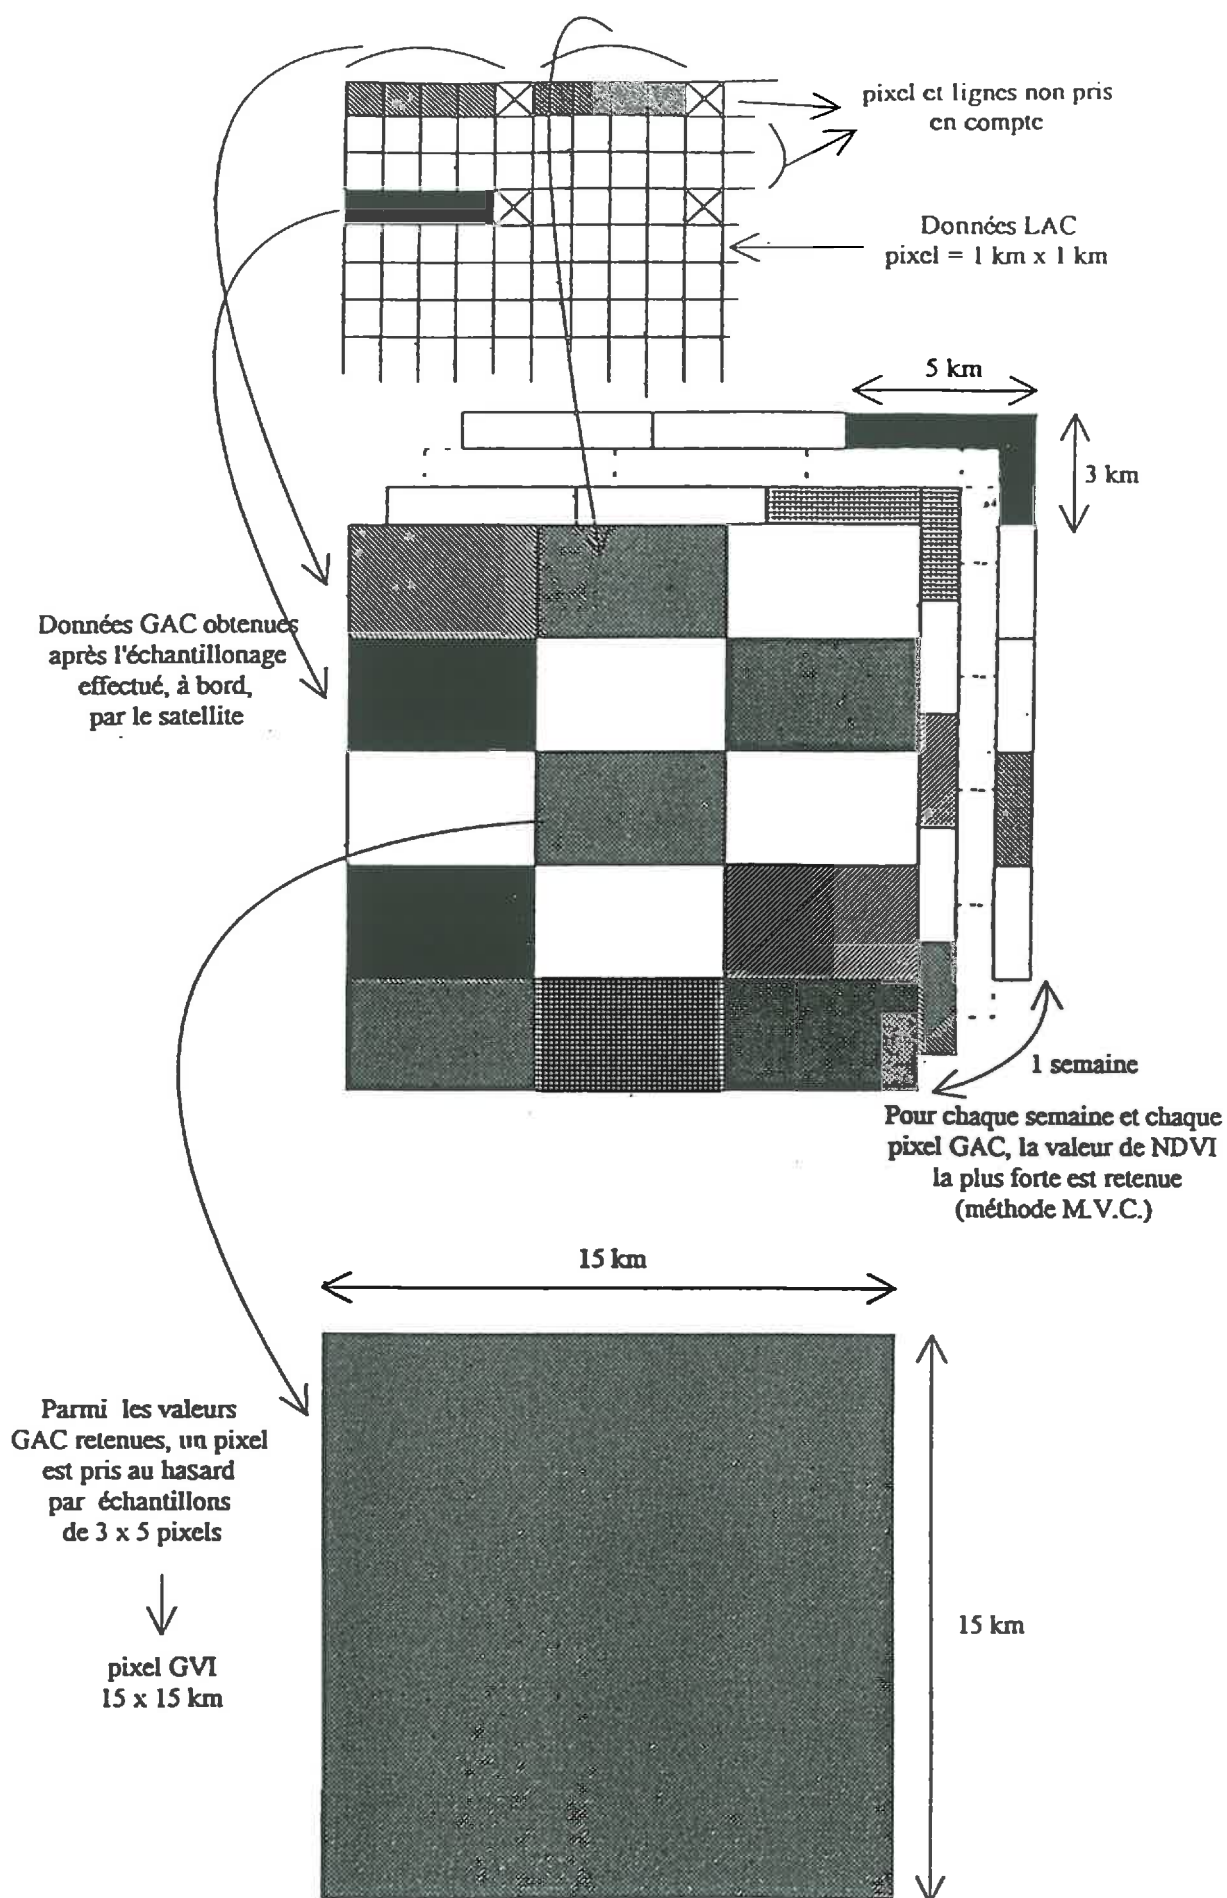 pixel et lignes non pris
en compte
Données LAC
pixel = 1 km x 1 km
5 km
3 km
Données GAC obtenues
après l'échantillonage
effectué, à bord,
par le satellite
1 semaine
Pour chaque semaine et chaque
pixel GAC, la valeur de NDVI
la plus forte est retenue
(méthode M.V.C.)
15 km
Parmi les valeurs
GAC retenues, un pixel
est pris au hasard
par échantillons
de 3 x 5 pixels
15 km
pixel GVI
15 x 15 km